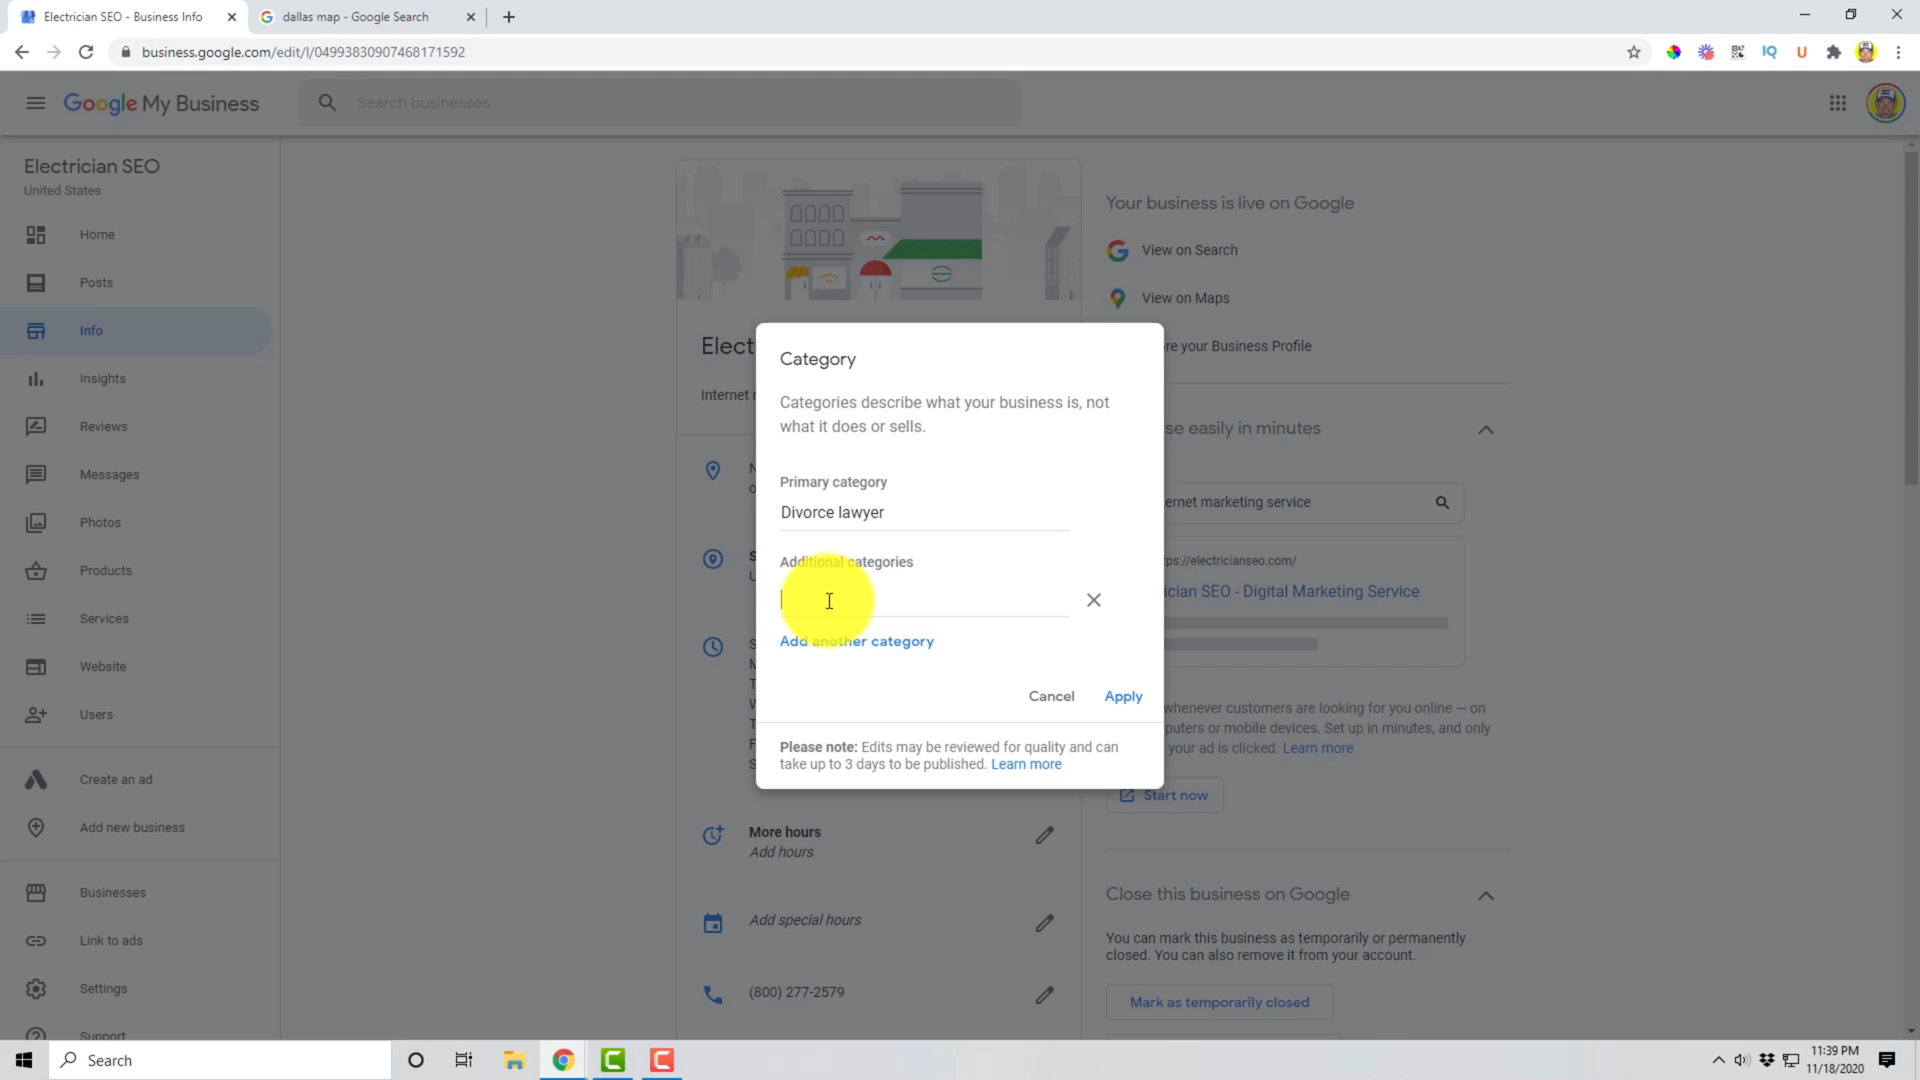 Electrician SEO - Business Info
dallas map - Google Search
business.google.com/edit/l/04993830907468171592
IQ
U
Google My Business
Search businesses
Electrician SEO
United States
Home
Posts
Info
Insights
Reviews
Messages
Photos
Products
Services
Website
Users
Create an ad
Add new business
Businesses
Link to ads
Settings
Support
Elect
Internet
Category
Categories describe what your business is, not
what it does or sells.
Primary category
Divorce lawyer
Additional categories
Add another category
Cancel
Apply
Please note: Edits may be reviewed for quality and can
take up to 3 days to be published. Learn more
More hours
Add hours
Add special hours
(800) 277-2579
Your business is live on Google
View on Search
View on Maps
re your Business Profile
se easily in minutes
ernet marketing service
ps://electricianseo.com/
ician SEO - Digital Marketing Service
whenever customers are looking for you online — on
puters or mobile devices. Set up in minutes, and only
your ad is clicked. Learn more
Start now
Close this business on Google
You can mark this business as temporarily or permanently
closed. You can also remove it from your account.
Mark as temporarily closed
Search
11:39 PM
11/18/2020